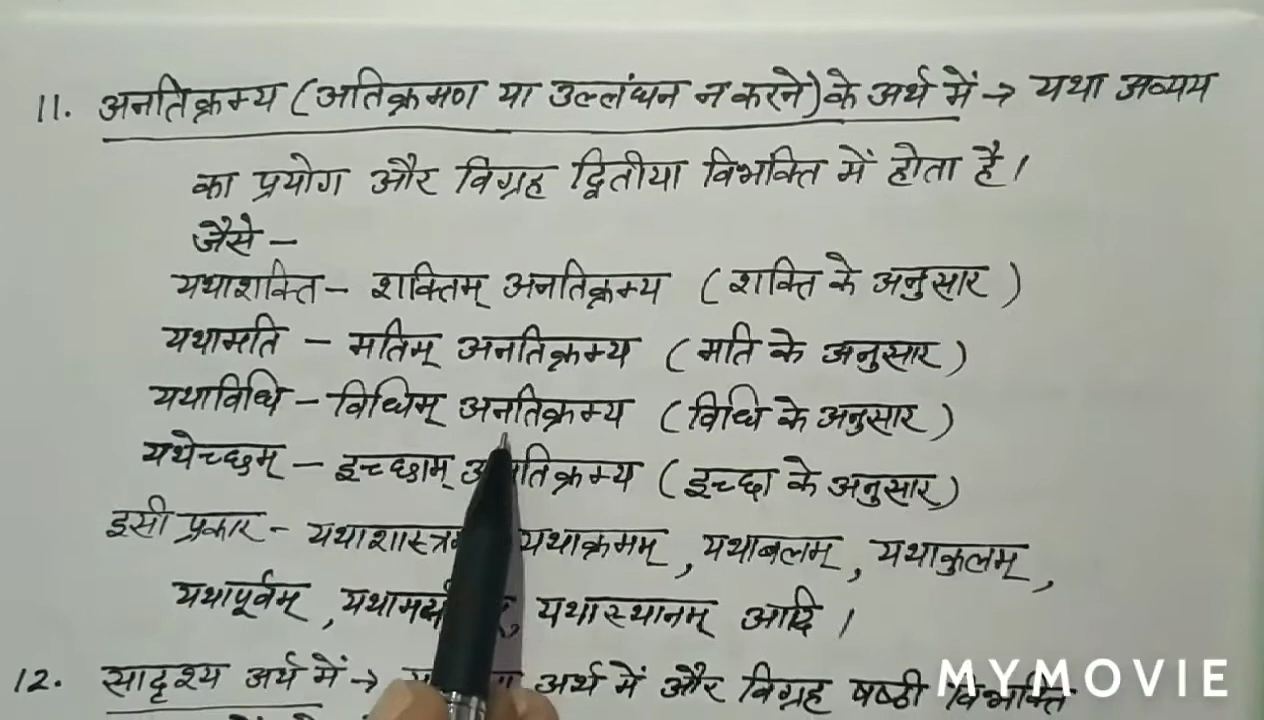 11. अनतिक्रम्य (अतिक्रमण या उल्लंघन न करने) के अर्थ में → यथा अव्यय
का प्रयोग और विग्रह द्वितीया विभक्ति में होता है।
जैसे –
यथाशक्ति – शक्तिम् अनतिक्रम्य (शक्ति के अनुसार)
यथामति – मतिम् अनतिक्रम्य (मति के अनुसार)
यथाविधि – विधिम् अनतिक्रम्य (विधि के अनुसार)
यथेच्छम् – इच्छाम् अनतिक्रम्य (इच्छा के अनुसार)
इसी प्रकार – यथाशास्त्रम् यथाक्रमम्, यथाबलम्, यथाकुलम्,
यथापूर्वम्, यथास्थानम् आदि।
12. सादृश्य अर्थ में → अर्थ में और विग्रह षष्ठी विभक्ति
MYMOVIE